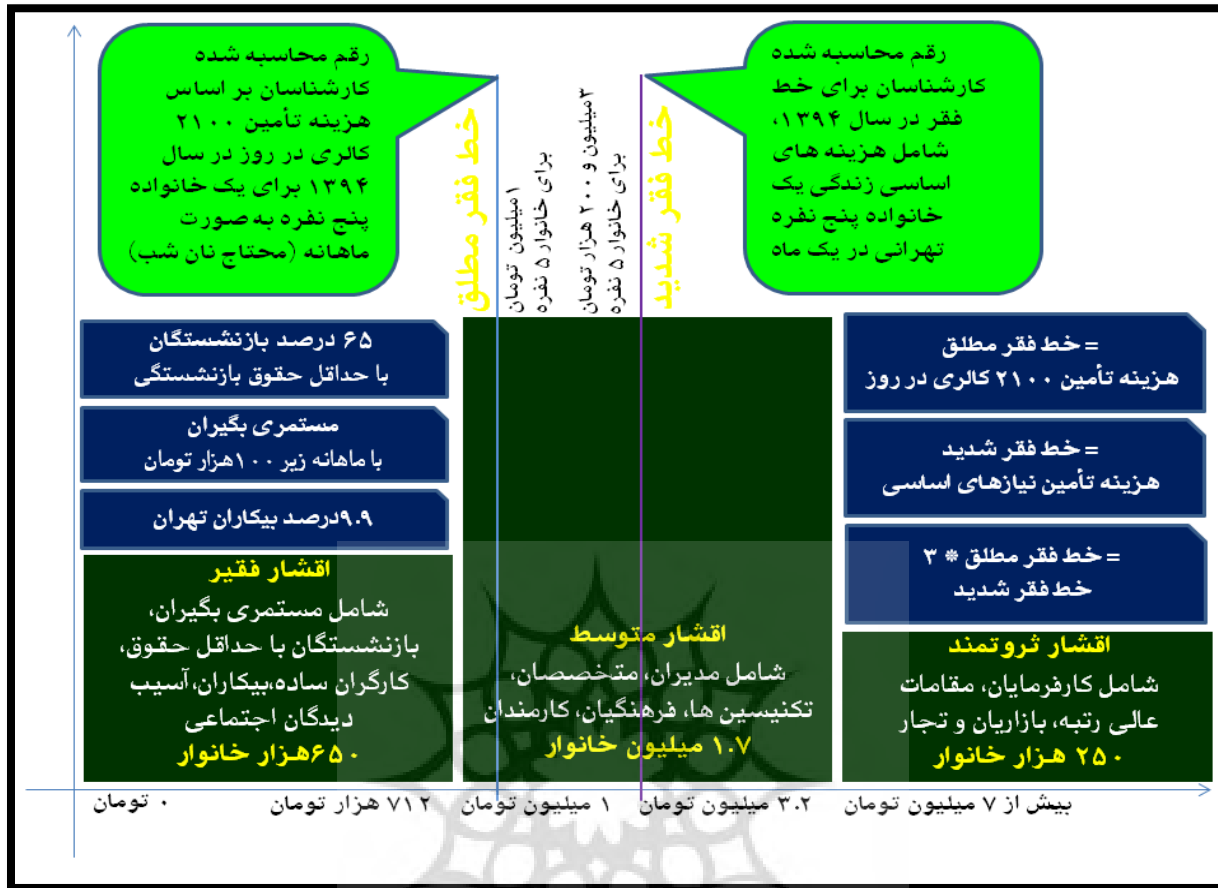 رقم محاسبه شده
کارشناسان برای خط
فقر در سال ۱۳۹۴،
شامل هزینه های
اساسی زندگی یک
خانواده پنج نفره
تهرانی در یک ماه
خط فقر شدید
۳میلیون و ۲۰۰ هزار تومان
برای خانوار ۵ نفره
۱میلیون تومان
برای خانوار ۵ نفره
خط فقر مطلق
رقم محاسبه شده
کارشناسان بر اساس
هزینه تأمین ۲۱۰۰
کالری در روز در سال
۱۳۹۴ برای یک خانواده
پنج نفره به صورت
ماهانه (محتاج نان شب)
= خط فقر مطلق
هزینه تأمین ۲۱۰۰ کالری در روز
= خط فقر شدید
هزینه تأمین نیازهای اساسی
= خط فقر مطلق * ۳
خط فقر شدید
اقشار ثروتمند
شامل کارفرمایان، مقامات
عالی رتبه، بازاریان و تجار
۲۵۰ هزار خانوار
اقشار متوسط
شامل مدیران، متخصصان،
تکنیسین ها، فرهنگیان، کارمندان
۱.۷ میلیون خانوار
۶۵ درصد بازنشستگان
با حداقل حقوق بازنشستگی
مستمری بگیران
با ماهانه زیر ۱۰۰هزار تومان
۹.۹درصد بیکاران تهران
اقشار فقیر
شامل مستمری بگیران،
بازنشستگان با حداقل حقوق،
کارگران ساده،بیکاران،آسیب
دیدگان اجتماعی
۶۵۰هزار خانوار
بیش از ۷ میلیون تومان
۳.۲ میلیون تومان
۱ میلیون تومان
۷۱۲ هزار تومان
۰ تومان